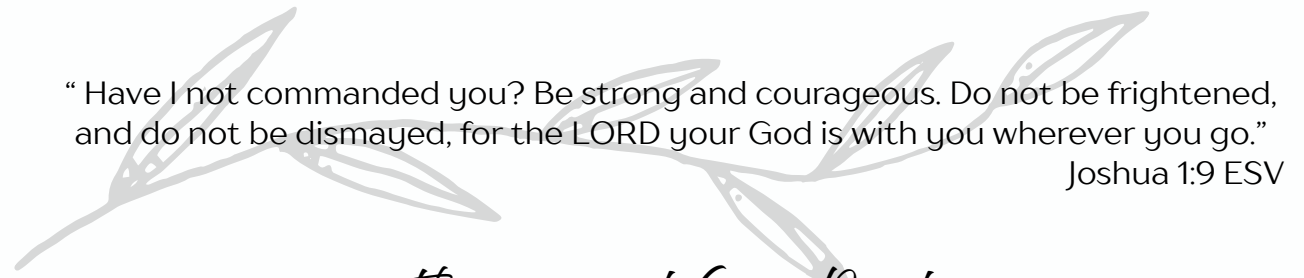 “ Have I not commanded you? Be strong and courageous. Do not be frightened,
and do not be dismayed, for the LORD your God is with you wherever you go.”
Joshua 1:9 ESV